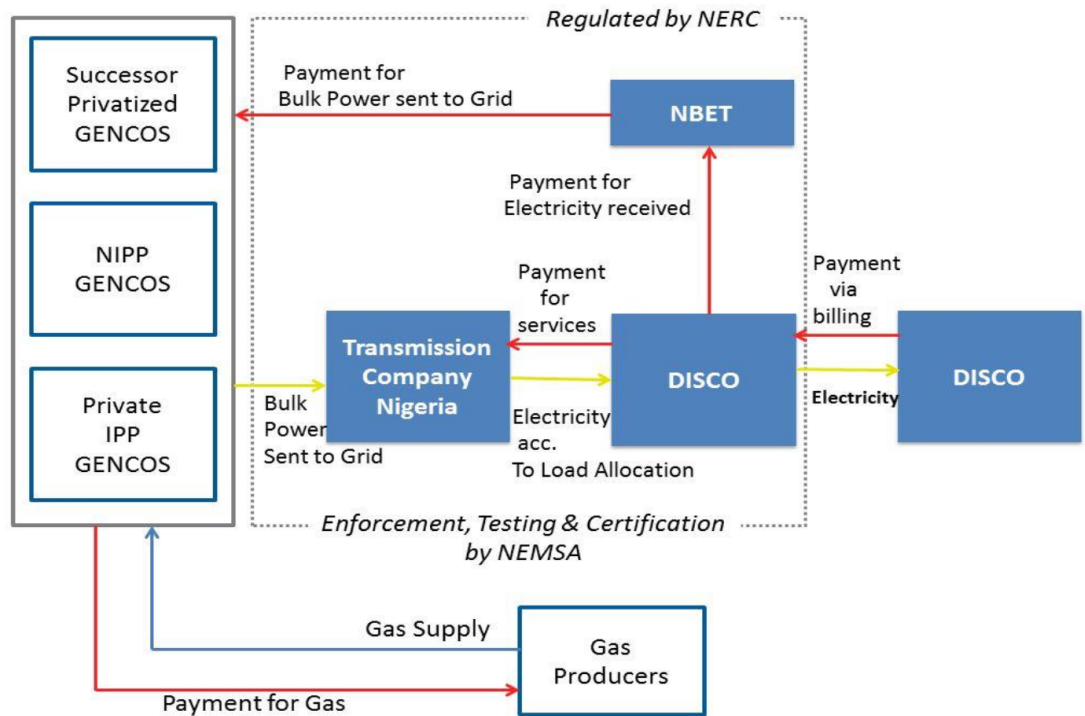 Regulated by NERC
Successor
Privatized
GENCOS
Payment for
Bulk Power sent to Grid
NBET
Payment for
Electricity received
NIPP
GENCOS
Payment
for
services
Payment
via
billing
Transmission
Company
Nigeria
DISCO
DISCO
Electricity
Private
IPP
GENCOS
Bulk
Power
Sent to Grid
Electricity
acc.
To Load Allocation
Enforcement, Testing & Certification
by NEMSA
Gas Supply
Gas
Producers
Payment for Gas